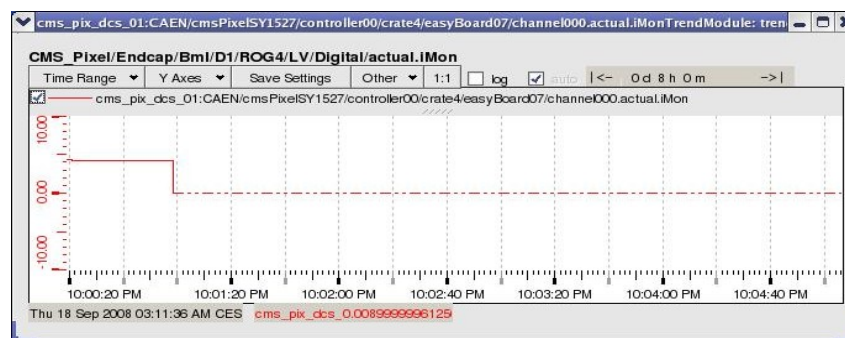 cms_pix_dcs_01:CAEN/cmsPixelSY1527/controller00/crate4/easyBoard07/channel000.actual.iMonTrendModule: tren
CMS_Pixel/Endcap/BmI/D1/ROG4/LV/Digital/actual.iMon
Time Range Y Axes Save Settings Other 1:1 log auto |<- 0d 8h 0m ->|
cms_pix_dcs_01:CAEN/cmsPixelSY1527/controller00/crate4/easyBoard07/channel000.actual.iMon
10.00
0.00
-10.00
10:00:20 PM 10:01:20 PM 10:02:00 PM 10:02:40 PM 10:03:20 PM 10:04:00 PM 10:04:40 PM
Thu 18 Sep 2008 03:11:36 AM CES cms_pix_dcs_0.0089999996125